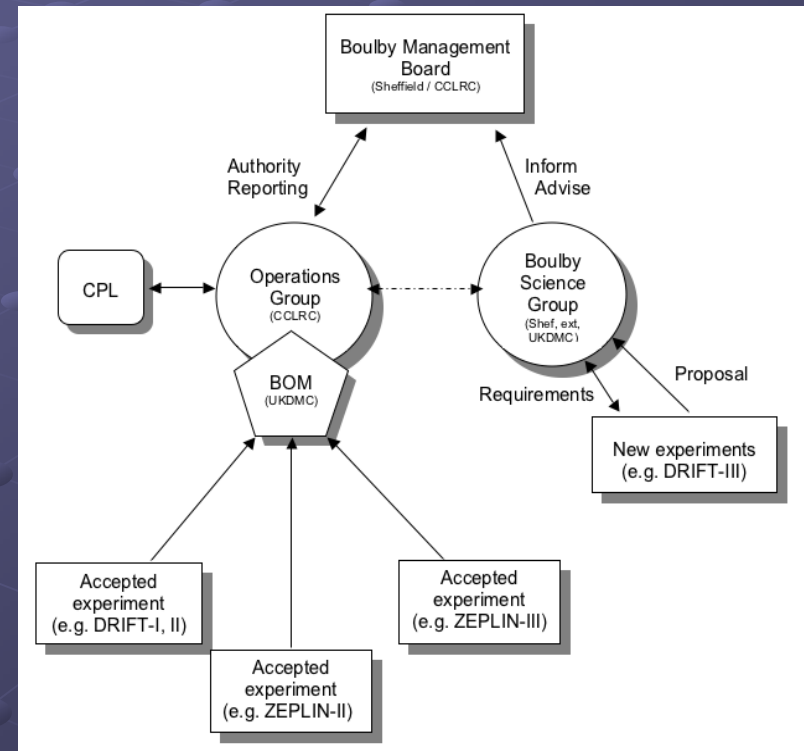 Boulby Management
Board
(Sheffield / CCLRC)
Authority
Reporting
Inform
Advise
CPL
Operations
Group
(CCLRC)
Boulby
Science
Group
(Shef, ext,
UKDMC)
BOM
(UKDMC)
Requirements
Proposal
New experiments
(e.g. DRIFT-III)
Accepted
experiment
(e.g. DRIFT-I, II)
Accepted
experiment
(e.g. ZEPLIN-III)
Accepted
experiment
(e.g. ZEPLIN-II)